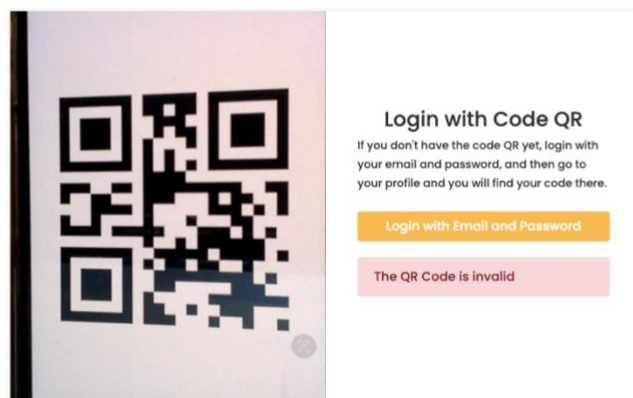 Login with Code QR
If you don't have the code QR yet, login with
your email and password, and then go to
your profile and you will find your code there.
Login with Email and Password
The QR Code is invalid